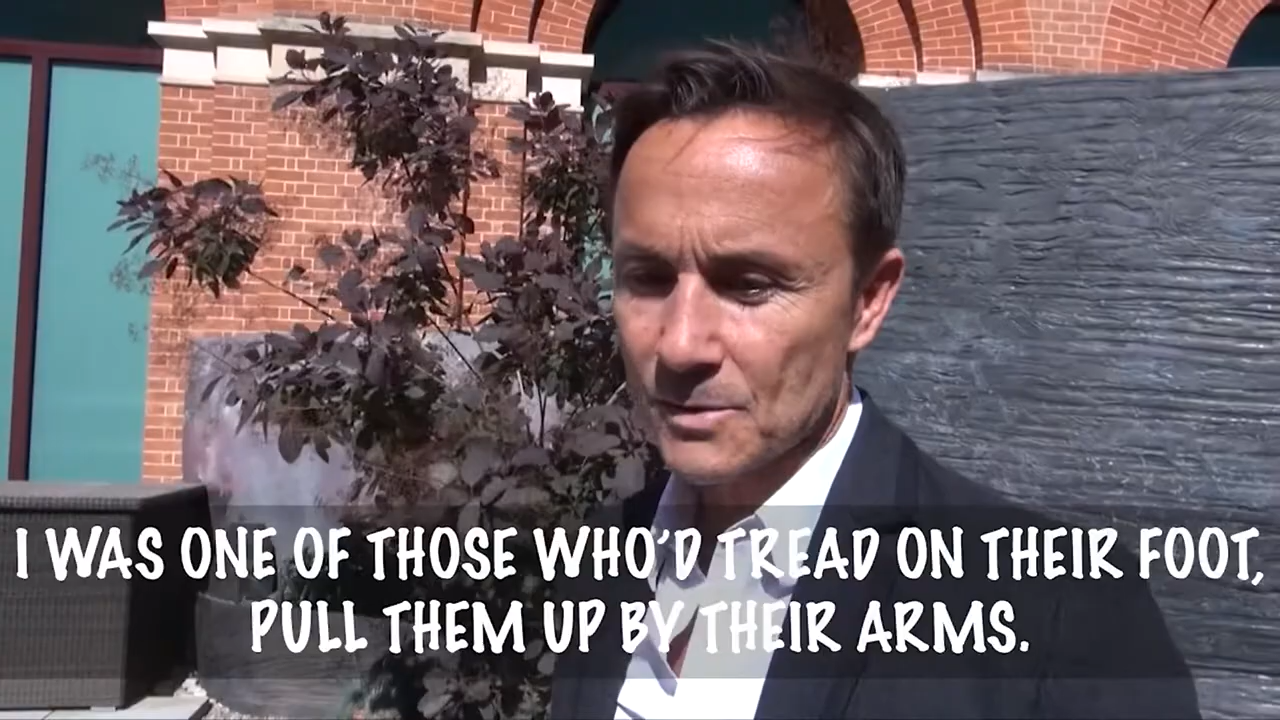 I WAS ONE OF THOSE WHO'D TREAD ON THEIR FOOT,
PULL THEM UP BY THEIR ARMS.